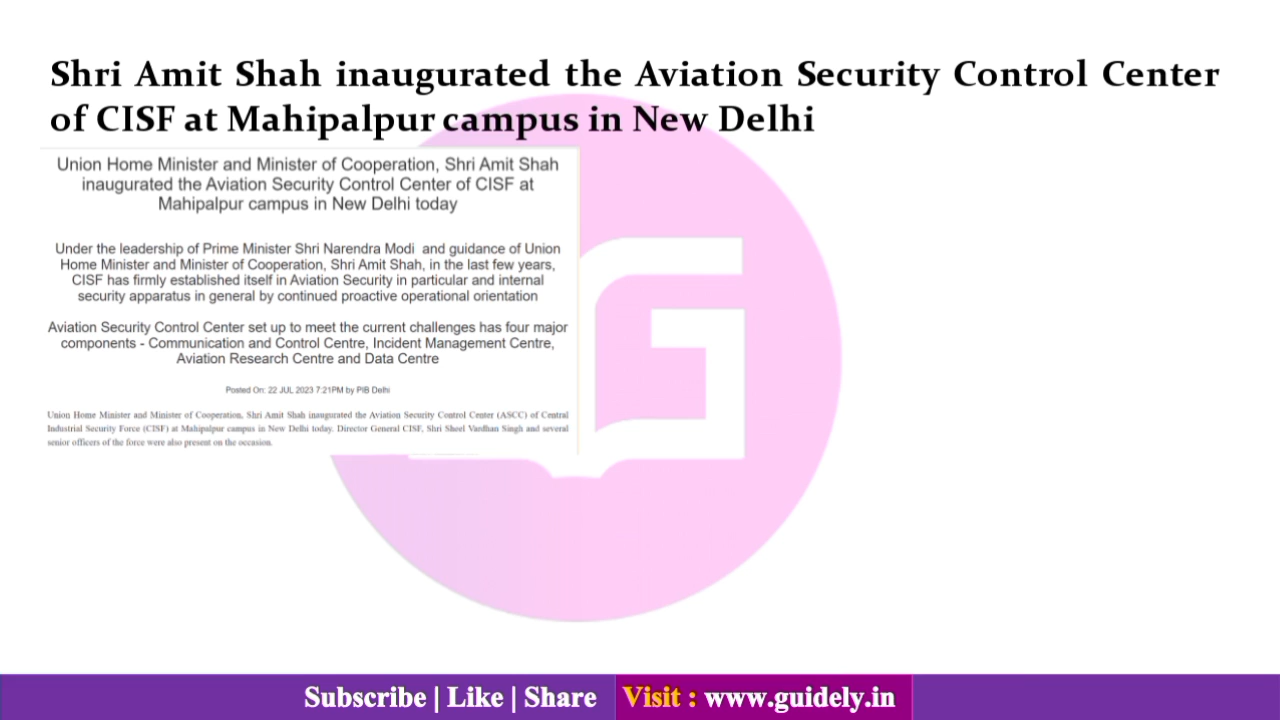 Shri Amit Shah inaugurated the Aviation Security Control Center
of CISF at Mahipalpur campus in New Delhi
Union Home Minister and Minister of Cooperation, Shri Amit Shah
inaugurated the Aviation Security Control Center of CISF at
Mahipalpur campus in New Delhi today
Under the leadership of Prime Minister Shri Narendra Modi and guidance of Union
Home Minister and Minister of Cooperation, Shri Amit Shah, in the last few years,
CISF has firmly established itself in Aviation Security in particular and internal
security apparatus in general by continued proactive operational orientation
Aviation Security Control Center set up to meet the current challenges has four major
components - Communication and Control Centre, Incident Management Centre,
Aviation Research Centre and Data Centre
Posted On: 22 JUL 2023 7:21PM by PIB Delhi
Union Home Minister and Minister of Cooperation, Shri Amit Shah inaugurated the Aviation Security Control Center (ASCC) of Central
Industrial Security Force (CISF) at Mahipalpur campus in New Delhi today. Director General CISF, Shri Sheel Vardhan Singh and several
senior officers of the force were also present on the occasion.
Subscribe | Like | Share Visit : www.guidely.in